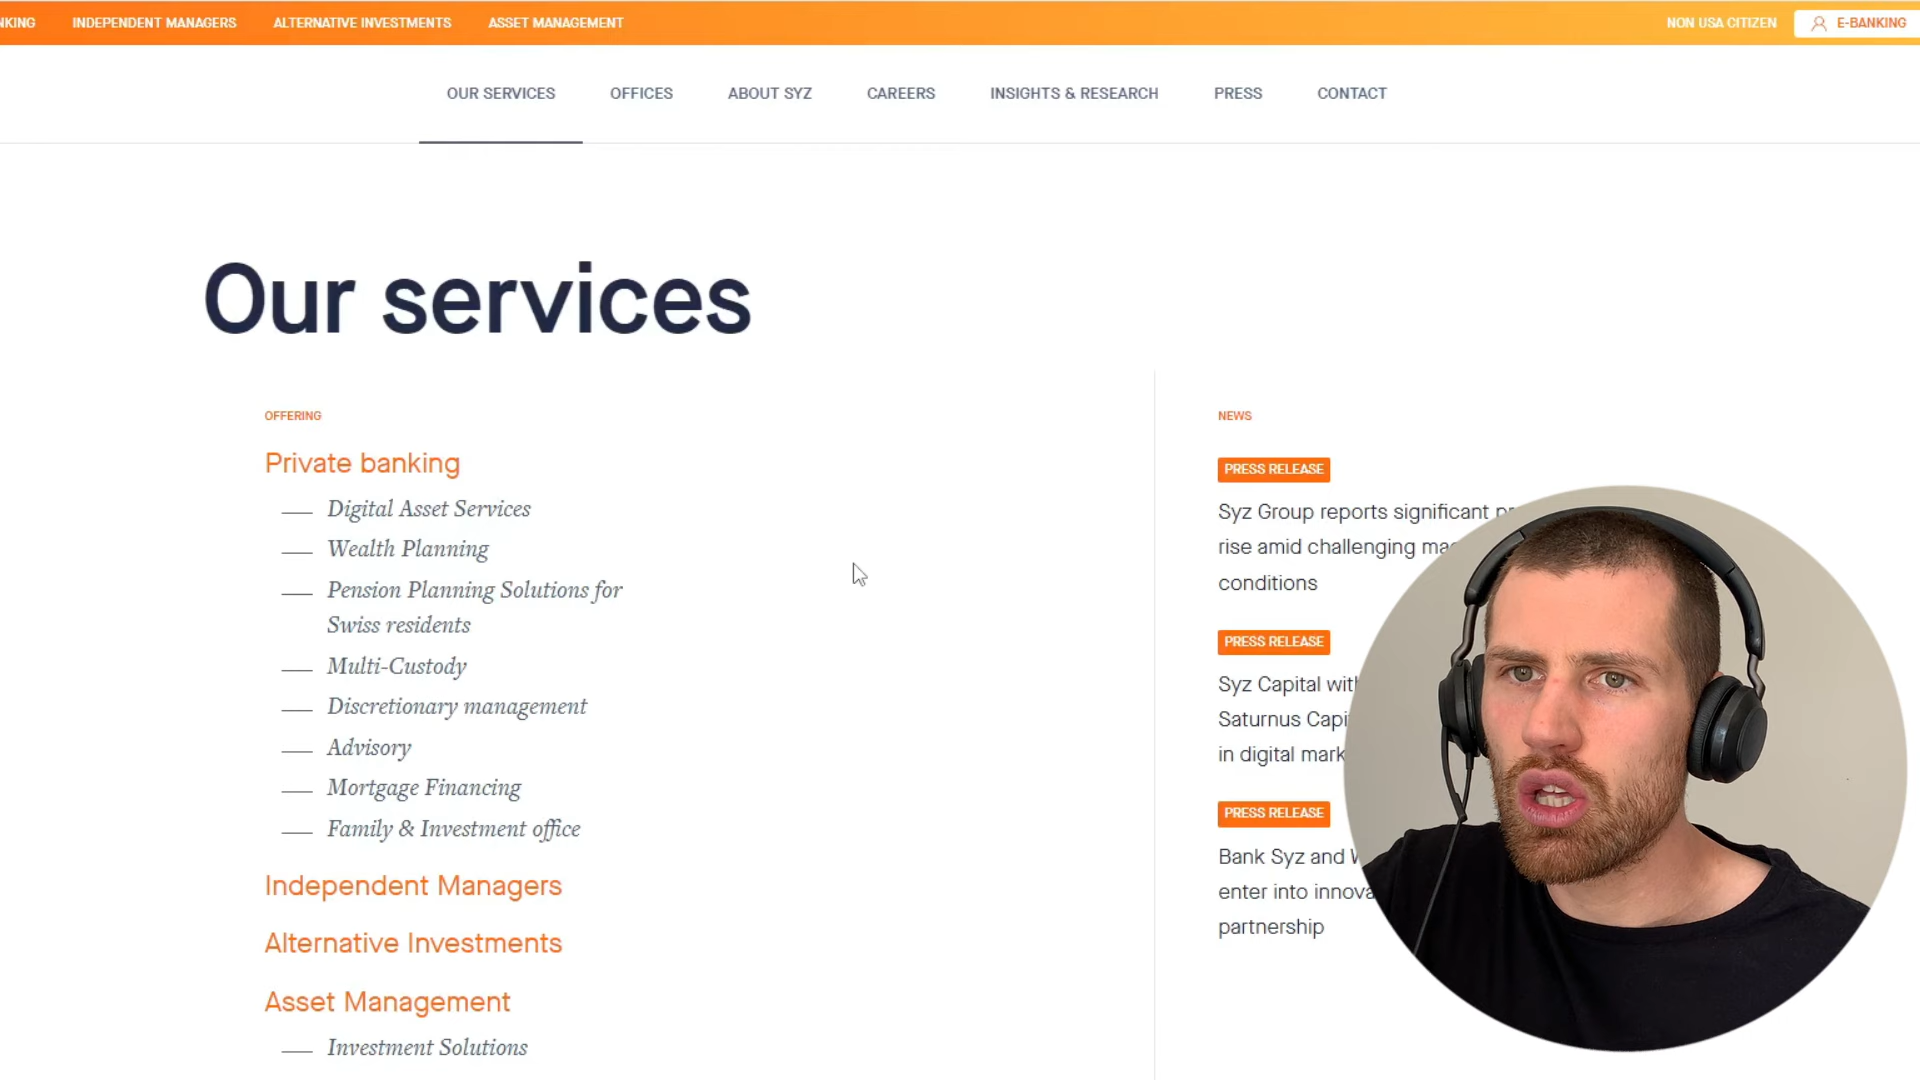 INDEPENDENT MANAGERS ALTERNATIVE INVESTMENTS ASSET MANAGEMENT NON USA CITIZEN E-BANKING
OUR SERVICES OFFICES ABOUT SYZ CAREERS INSIGHTS & RESEARCH PRESS CONTACT
Our services
OFFERING
Private banking
Digital Asset Services
Wealth Planning
Pension Planning Solutions for
Swiss residents
Multi-Custody
Discretionary management
Advisory
Mortgage Financing
Family & Investment office
Independent Managers
Alternative Investments
Asset Management
Investment Solutions
NEWS
PRESS RELEASE
Syz Group reports significant
rise amid challenging
conditions
PRESS RELEASE
Syz Capital
Saturnus
in digital
PRESS RELEASE
Bank Syz and
enter into
partnership